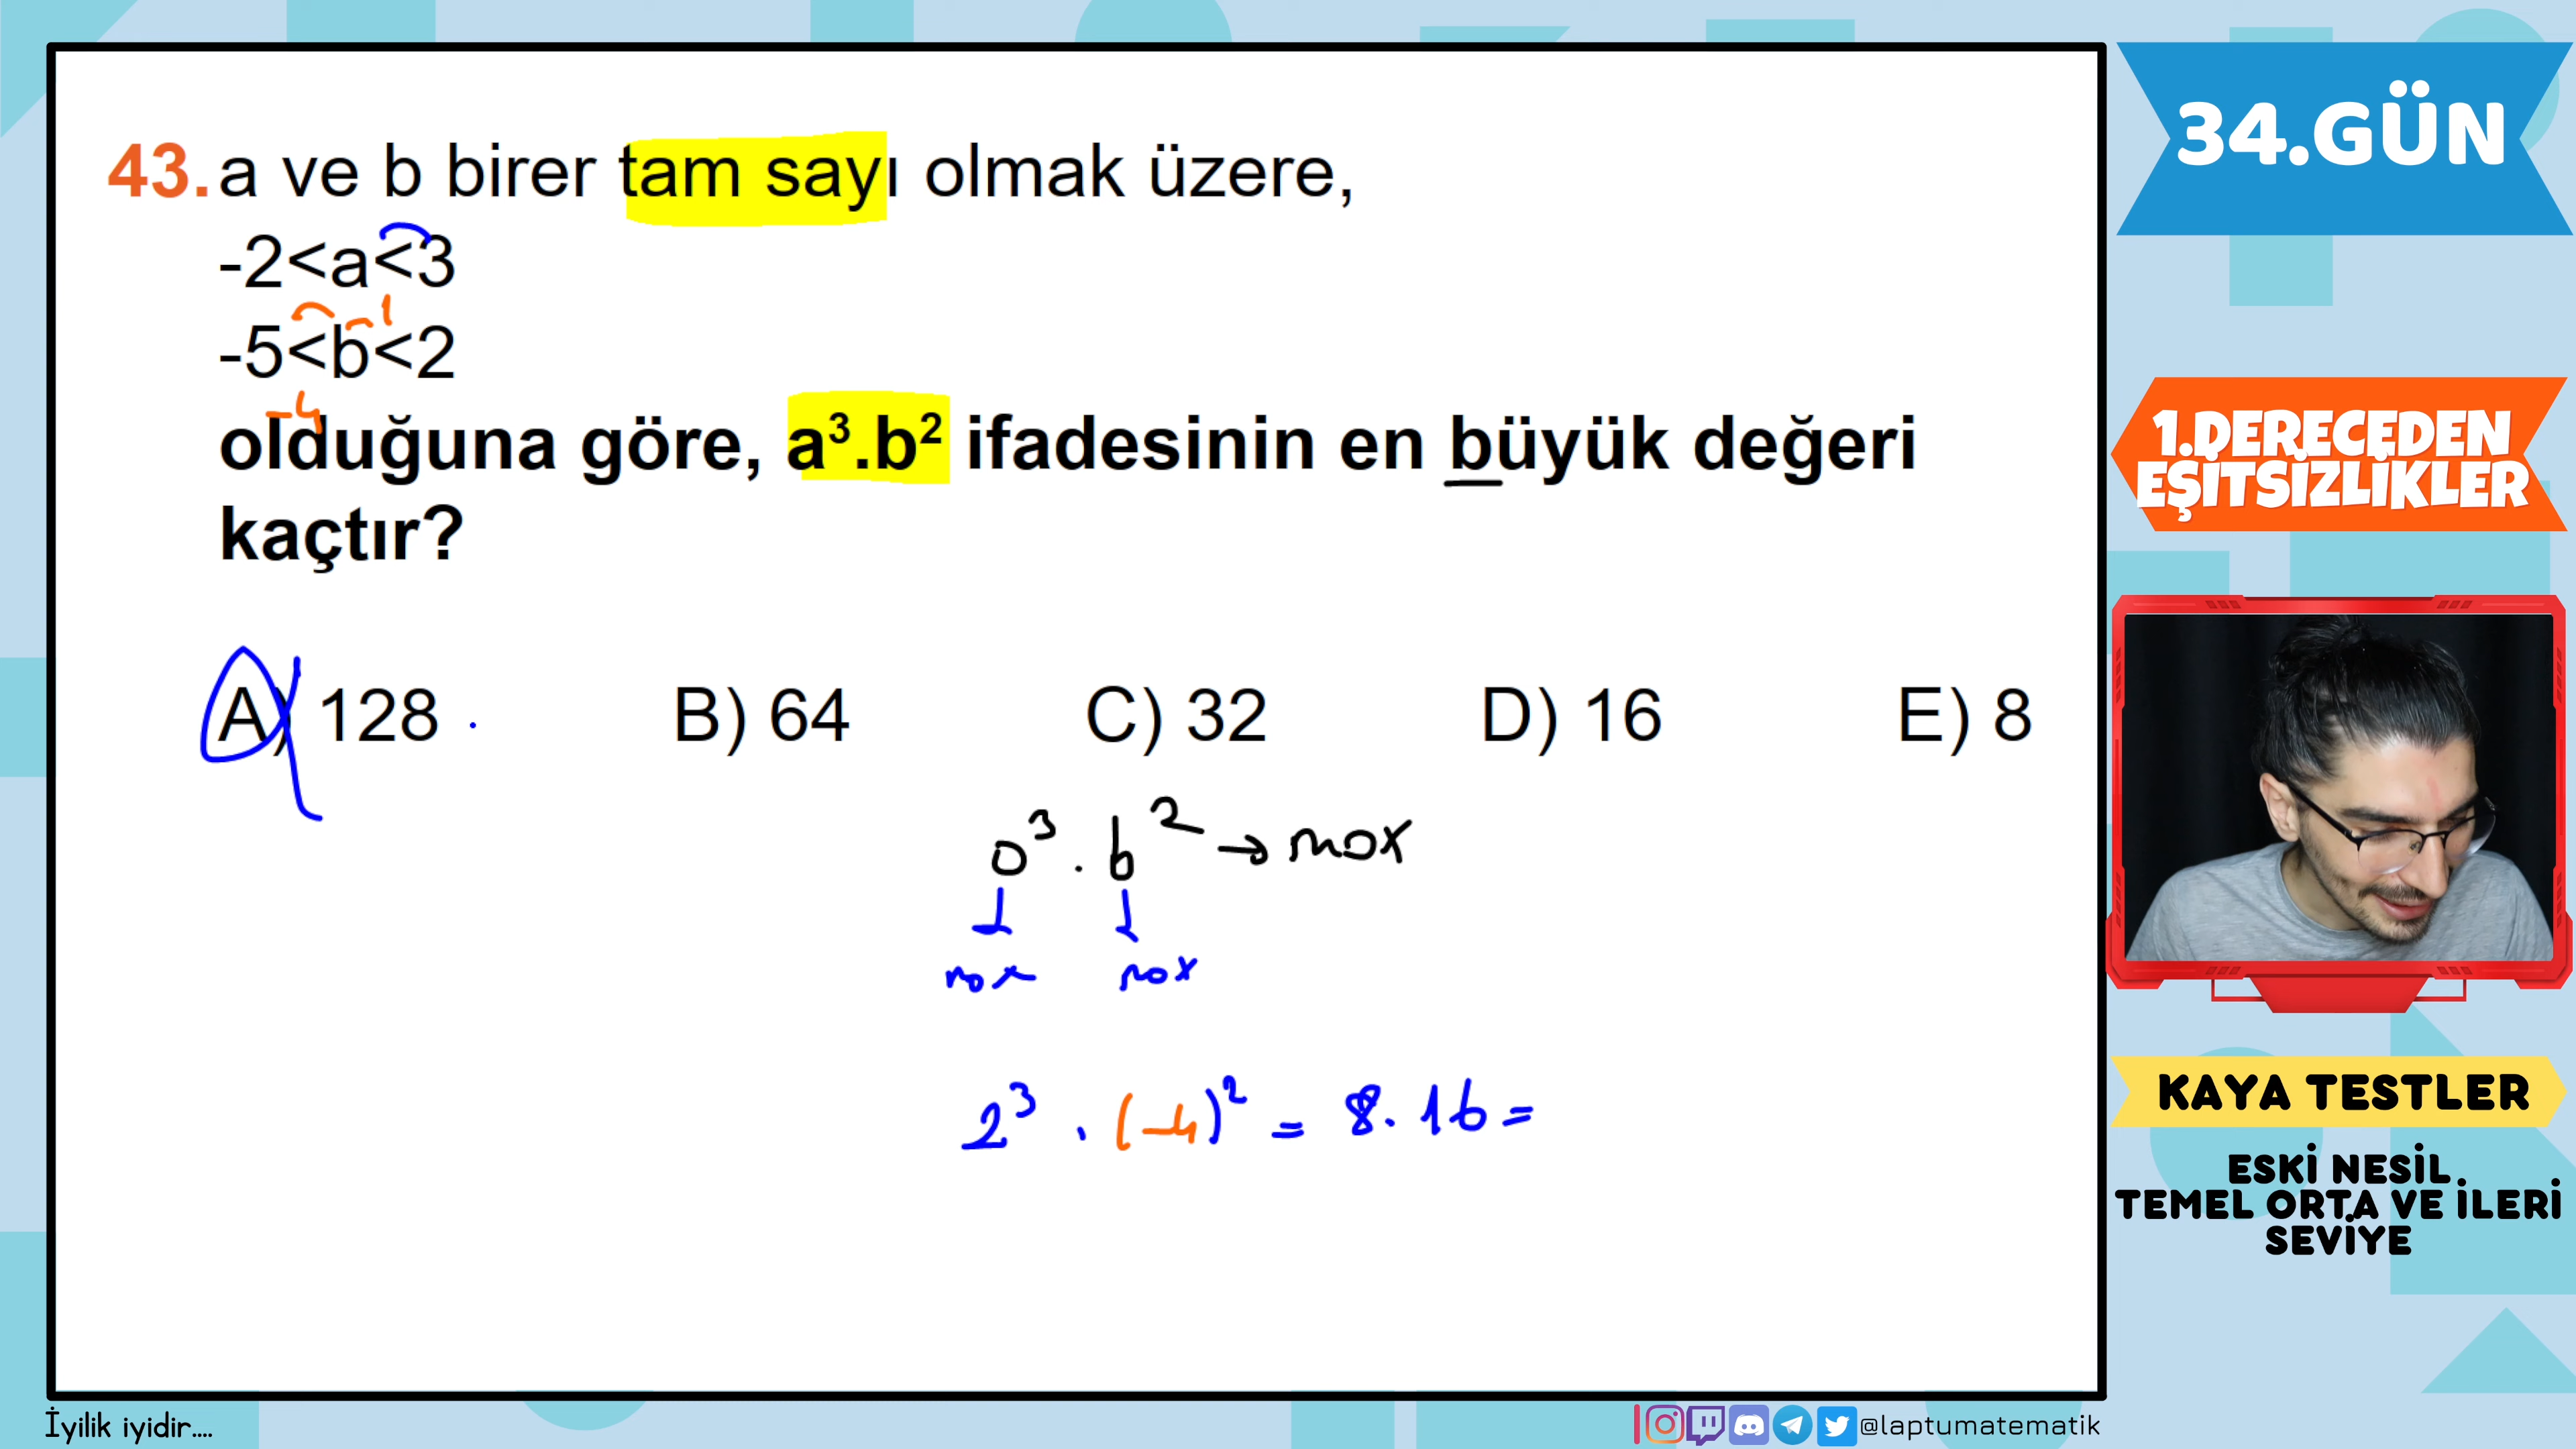 43. a ve b birer tam sayı olmak üzere,
-2<a<3
1
-5<b<2
-4
olduğuna göre, a³.b² ifadesinin en büyük değeri
kaçtır?
A) 128 B) 64 C) 32 D) 16 E) 8
a³ . b² → max
max max
2³ . (-4)² = 8 . 16 =
34.GÜN
1.DERECEDEN
EŞİTSİZLİKLER
KAYA TESTLER
ESKİ NESİL
TEMEL ORTA VE İLERİ
SEVİYE
İyilik iyidir....
@laptumatematik